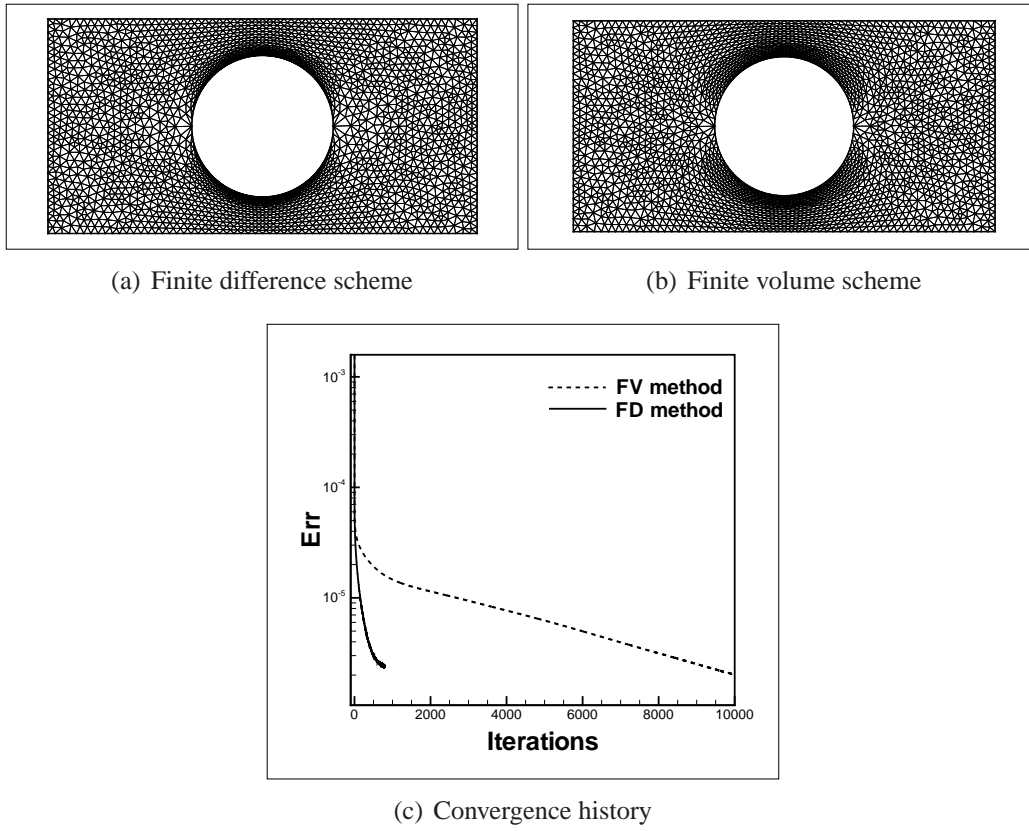 (a) Finite difference scheme
(b) Finite volume scheme
10-3
10-4
10-5
Err
FV method
FD method
0 2000 4000 6000 8000 10000
Iterations
(c) Convergence history